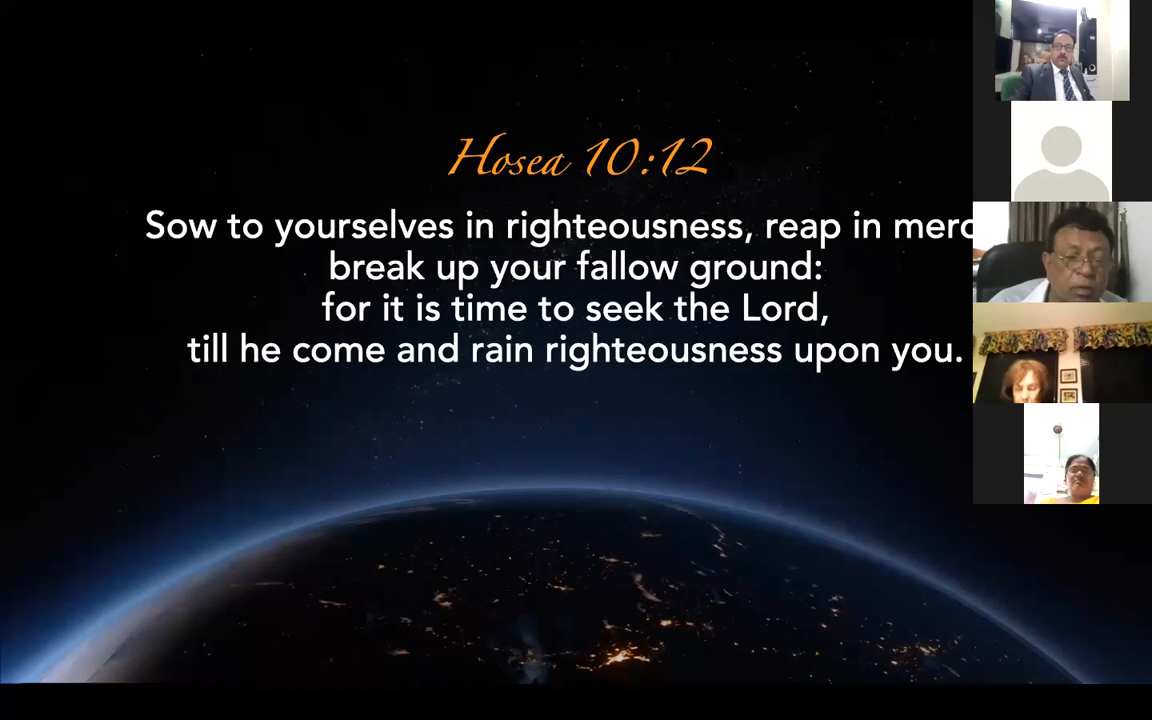 Hosea 10:12
Sow to yourselves in righteousness, reap in merc
break up your fallow ground:
for it is time to seek the Lord,
till he come and rain righteousness upon you.